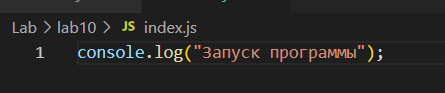 Lab > lab10 > JS index.js
1 console.log("Запуск программы");